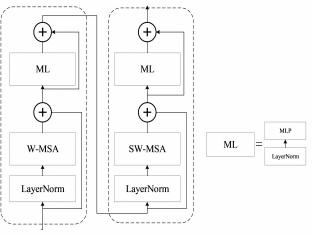 ML
W-MSA
LayerNorm
ML
SW-MSA
LayerNorm
ML
=
MLP
LayerNorm